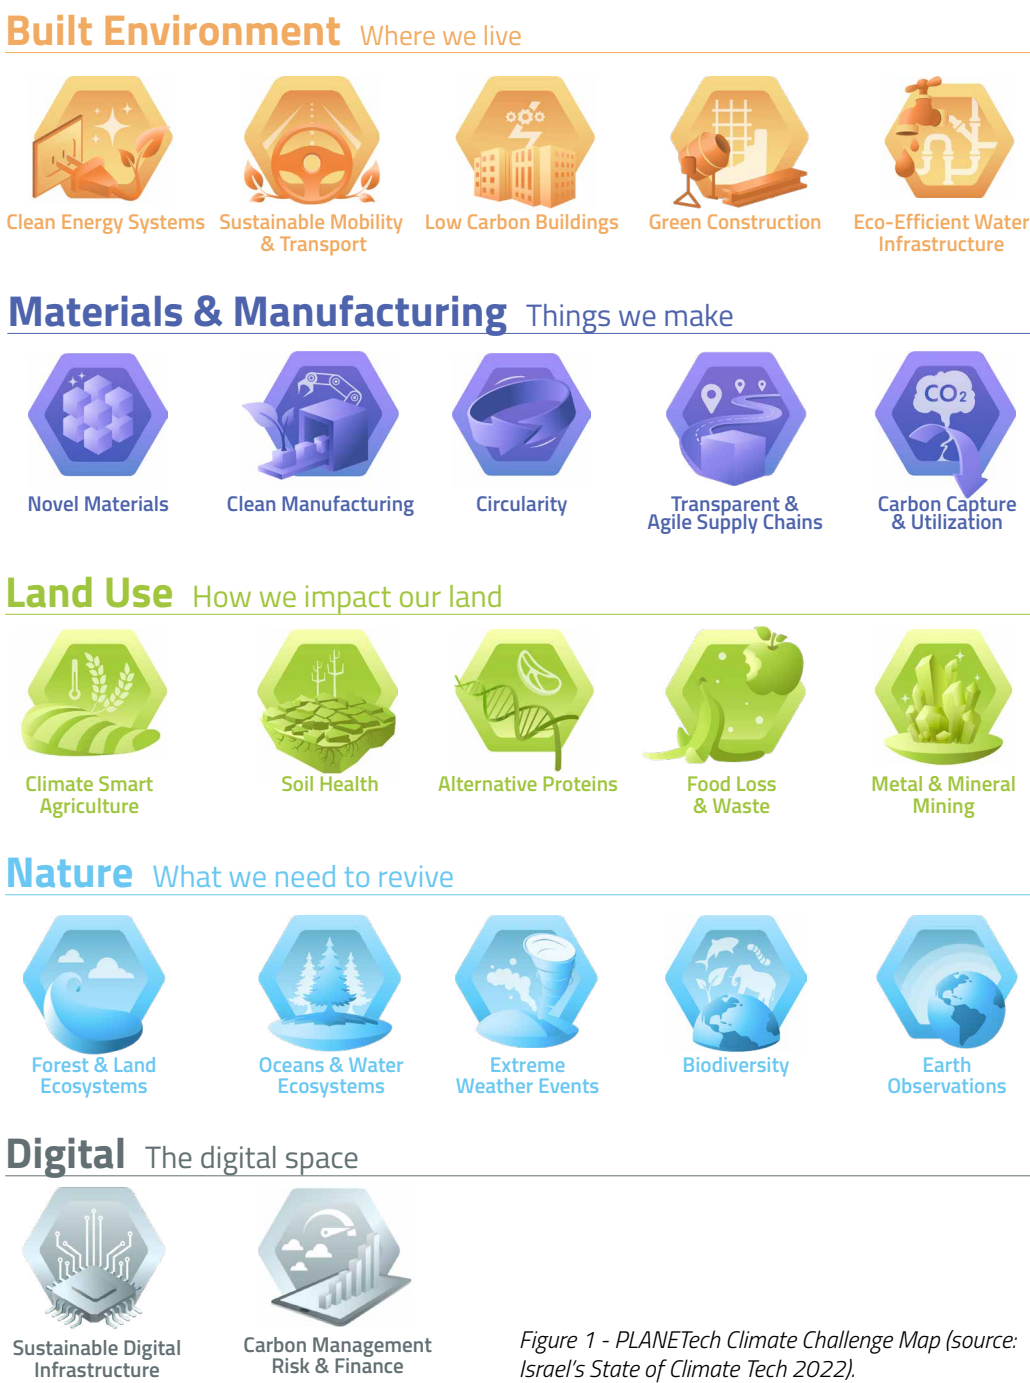 Built Environment Where we live
Clean Energy Systems
Sustainable Mobility
& Transport
Low Carbon Buildings
Green Construction
Eco-Efficient Water
Infrastructure
Materials & Manufacturing Things we make
CO2
Novel Materials
Clean Manufacturing
Circularity
Transparent &
Agile Supply Chains
Carbon Capture
& Utilization
Land Use How we impact our land
Climate Smart
Agriculture
Soil Health
Alternative Proteins
Food Loss
& Waste
Metal & Mineral
Mining
Nature What we need to revive
Forest & Land
Ecosystems
Oceans & Water
Ecosystems
Extreme
Weather Events
Biodiversity
Earth
Observations
Digital The digital space
Sustainable Digital
Infrastructure
Carbon Management
Risk & Finance
Figure 1 - PLANETech Climate Challenge Map (source:
Israel's State of Climate Tech 2022).